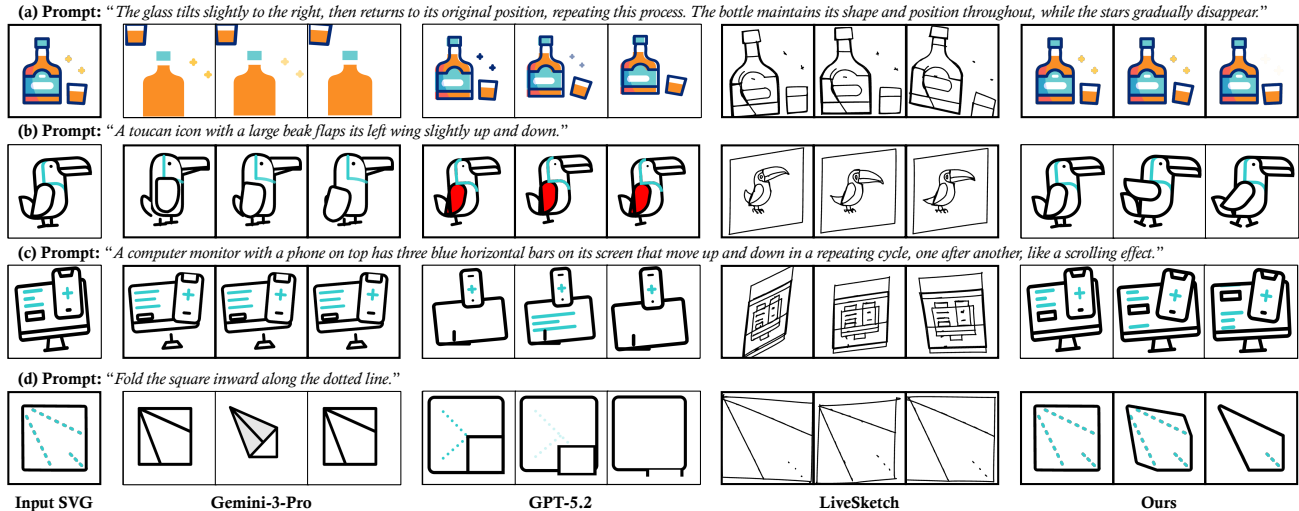 (a) Prompt: “The glass tilts slightly to the right, then returns to its original position, repeating this process. The bottle maintains its shape and position throughout, while the stars gradually disappear.”
(b) Prompt: “A toucan icon with a large beak flaps its left wing slightly up and down.”
(c) Prompt: “A computer monitor with a phone on top has three blue horizontal bars on its screen that move up and down in a repeating cycle, one after another, like a scrolling effect.”
(d) Prompt: “Fold the square inward along the dotted line.”
Input SVG Gemini-3-Pro GPT-5.2 LiveSketch Ours